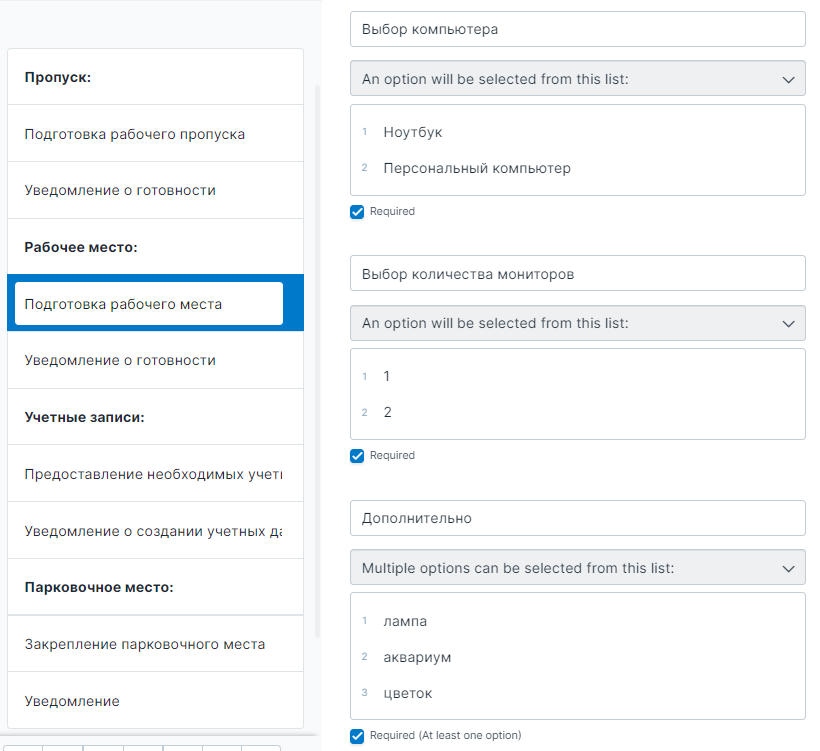 Пропуск:
Подготовка рабочего пропуска
Уведомление о готовности
Рабочее место:
Подготовка рабочего места
Уведомление о готовности
Учетные записи:
Предоставление необходимых
Уведомление о создании учетных
Парковочное место:
Закрепление парковочного места
Уведомление
Выбор компьютера
An option will be selected from this list:
1 Ноутбук
2 Персональный компьютер
Required
Выбор количества мониторов
An option will be selected from this list:
1 1
2 2
Required
Дополнительно
Multiple options can be selected from this list:
1 лампа
2 аквариум
3 цветок
Required (At least one option)